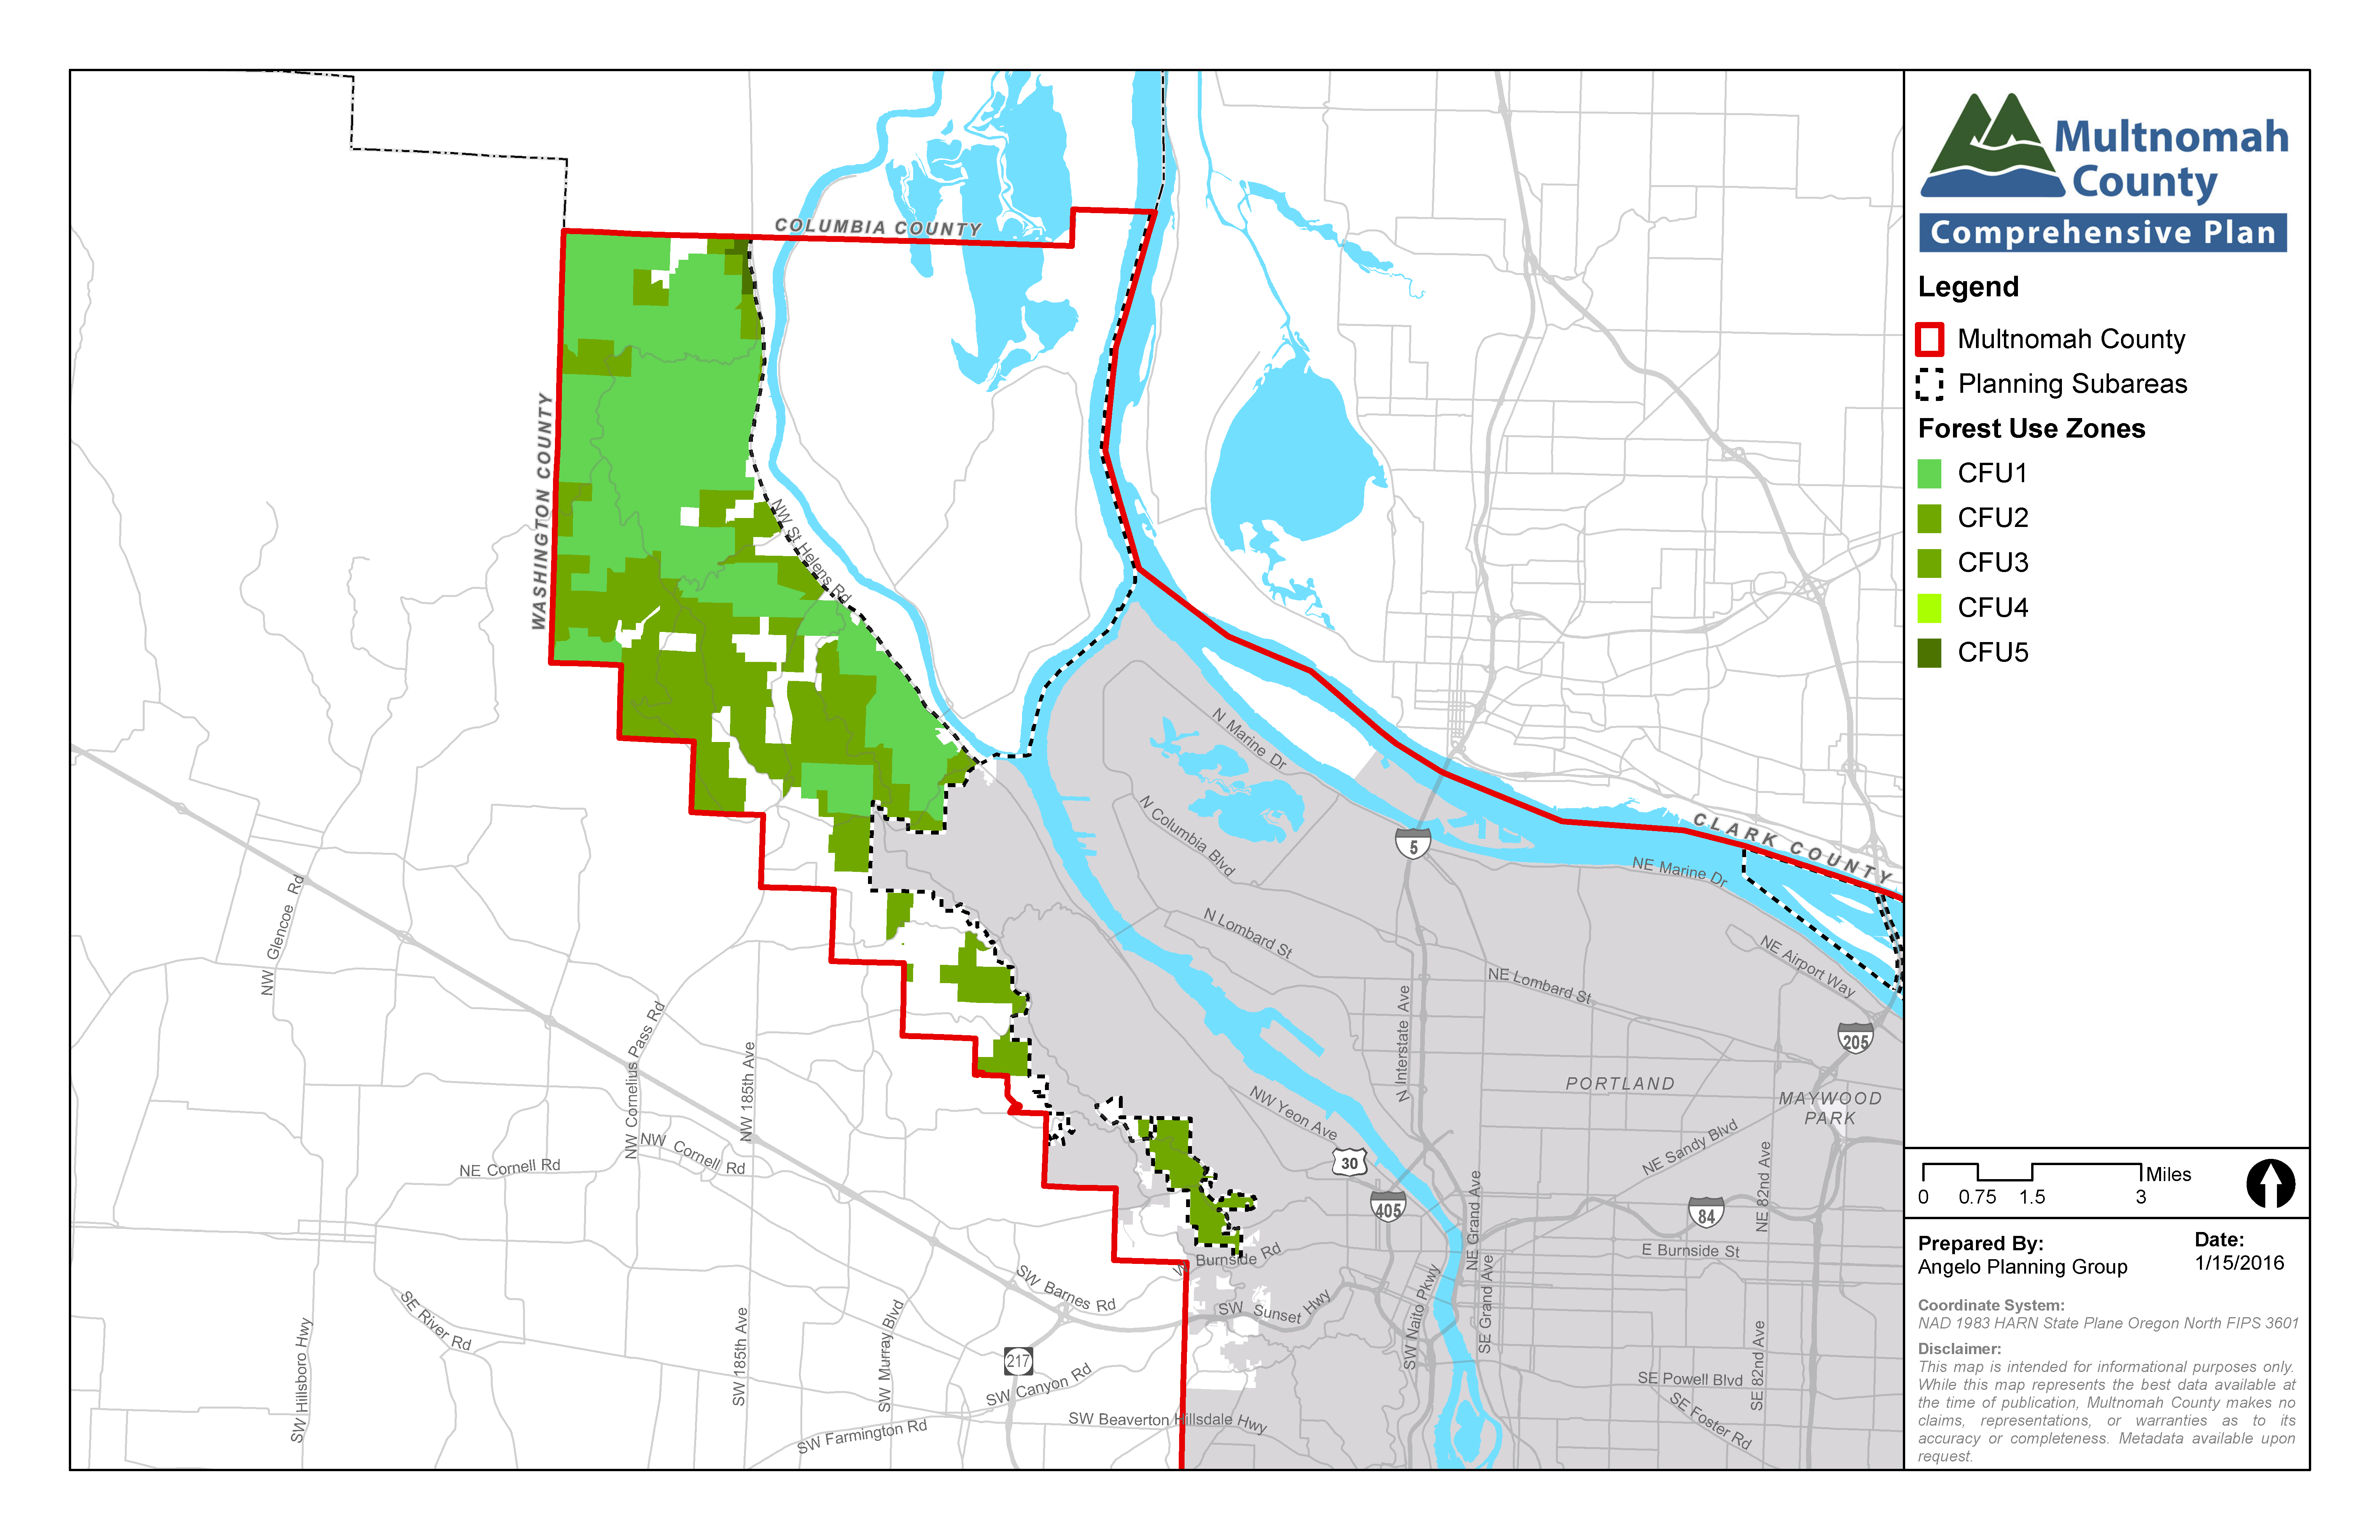 COLUMBIA COUNTY
WASHINGTON COUNTY
NW St Helens Rd
N Marine Dr
N Columbia Blvd
N Lombard St
5
CLARK COUNTY
NE Marine Dr
NE Airport Way
NE Lombard St
N Interstate Ave
205
PORTLAND
MAYWOOD
PARK
NW Glencoe Rd
NW Cornelius Pass Rd
NW 185th Ave
NE Cornell Rd
NW Cornell Rd
NW Yeon Ave
30
NE Sandy Blvd
NE 82nd Ave
405
84
NE Grand Ave
E Burnside St
W Burnside Rd
SW Barnes Rd
SW Sunset Hwy
SW Naito Pkwy
SE Grand Ave
SE River Rd
SW Hillsboro Hwy
SW 185th Ave
SW Murray Blvd
217
SW Canyon Rd
SW Farmington Rd
SW Beaverton Hillsdale Hwy
SE Powell Blvd
SE Foster Rd
SE 82nd Ave
Multnomah
County
Comprehensive Plan
Legend
Multnomah County
Planning Subareas
Forest Use Zones
CFU1
CFU2
CFU3
CFU4
CFU5
Miles
0 0.75 1.5 3
Prepared By:
Angelo Planning Group
Date:
1/15/2016
Coordinate System:
NAD 1983 HARN State Plane Oregon North FIPS 3601
Disclaimer:
This map is intended for informational purposes only.
While this map represents the best data available at
the time of publication, Multnomah County makes no
claims, representations, or warranties as to its
accuracy or completeness. Metadata available upon
request.